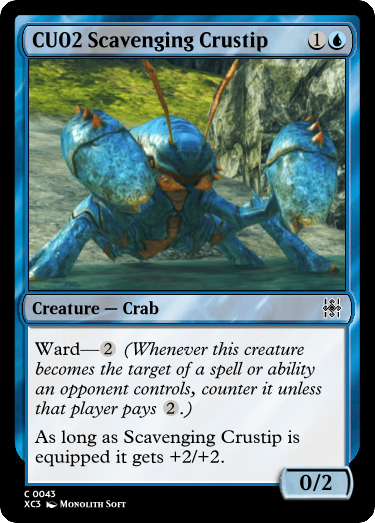 CU02 Scavenging Crustip 1
Creature — Crab
Ward—2 (Whenever this creature
becomes the target of a spell or ability
an opponent controls, counter it unless
that player pays 2.)
As long as Scavenging Crustip is
equipped it gets +2/+2.
0/2
C 0043
XC3 Monolith Soft